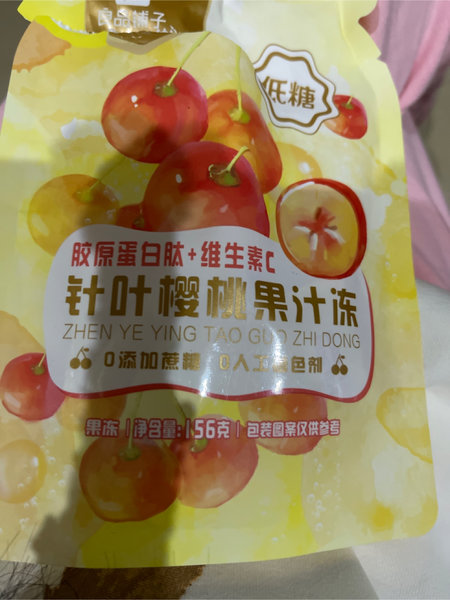 良品铺子
低糖
胶原蛋白肽+维生素C
针叶樱桃果汁冻
ZHEN YE YING TAO GUO ZHI DONG
0添加蔗糖 0人工色剂
果冻 | 净含量:156克 | 包装图案仅供参考